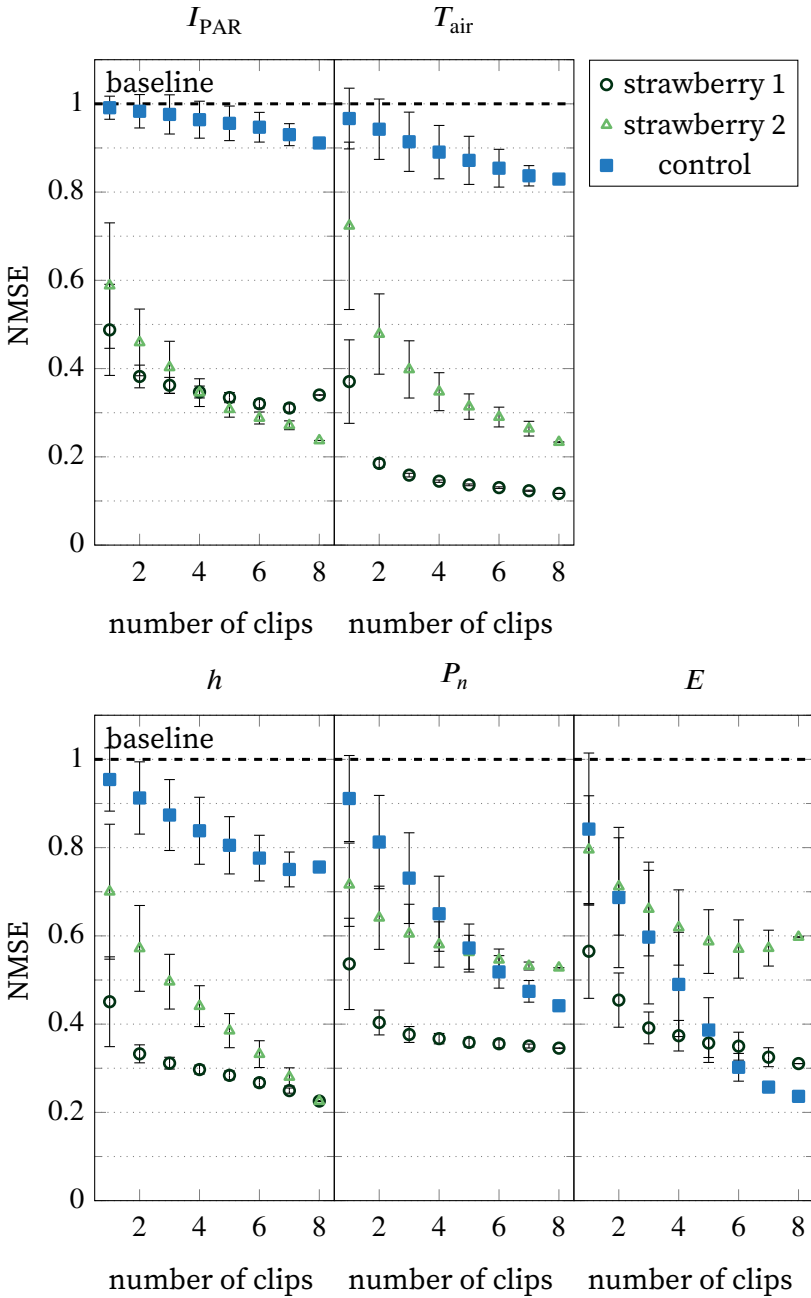 I_PAR T_air
baseline
1
0.8
0.6
0.4
0.2
0
NMSE
2 4 6 8 2 4 6 8
number of clips number of clips
strawberry 1
strawberry 2
control
h P_n E
baseline
1
0.8
0.6
0.4
0.2
0
NMSE
2 4 6 8 2 4 6 8 2 4 6 8
number of clips number of clips number of clips